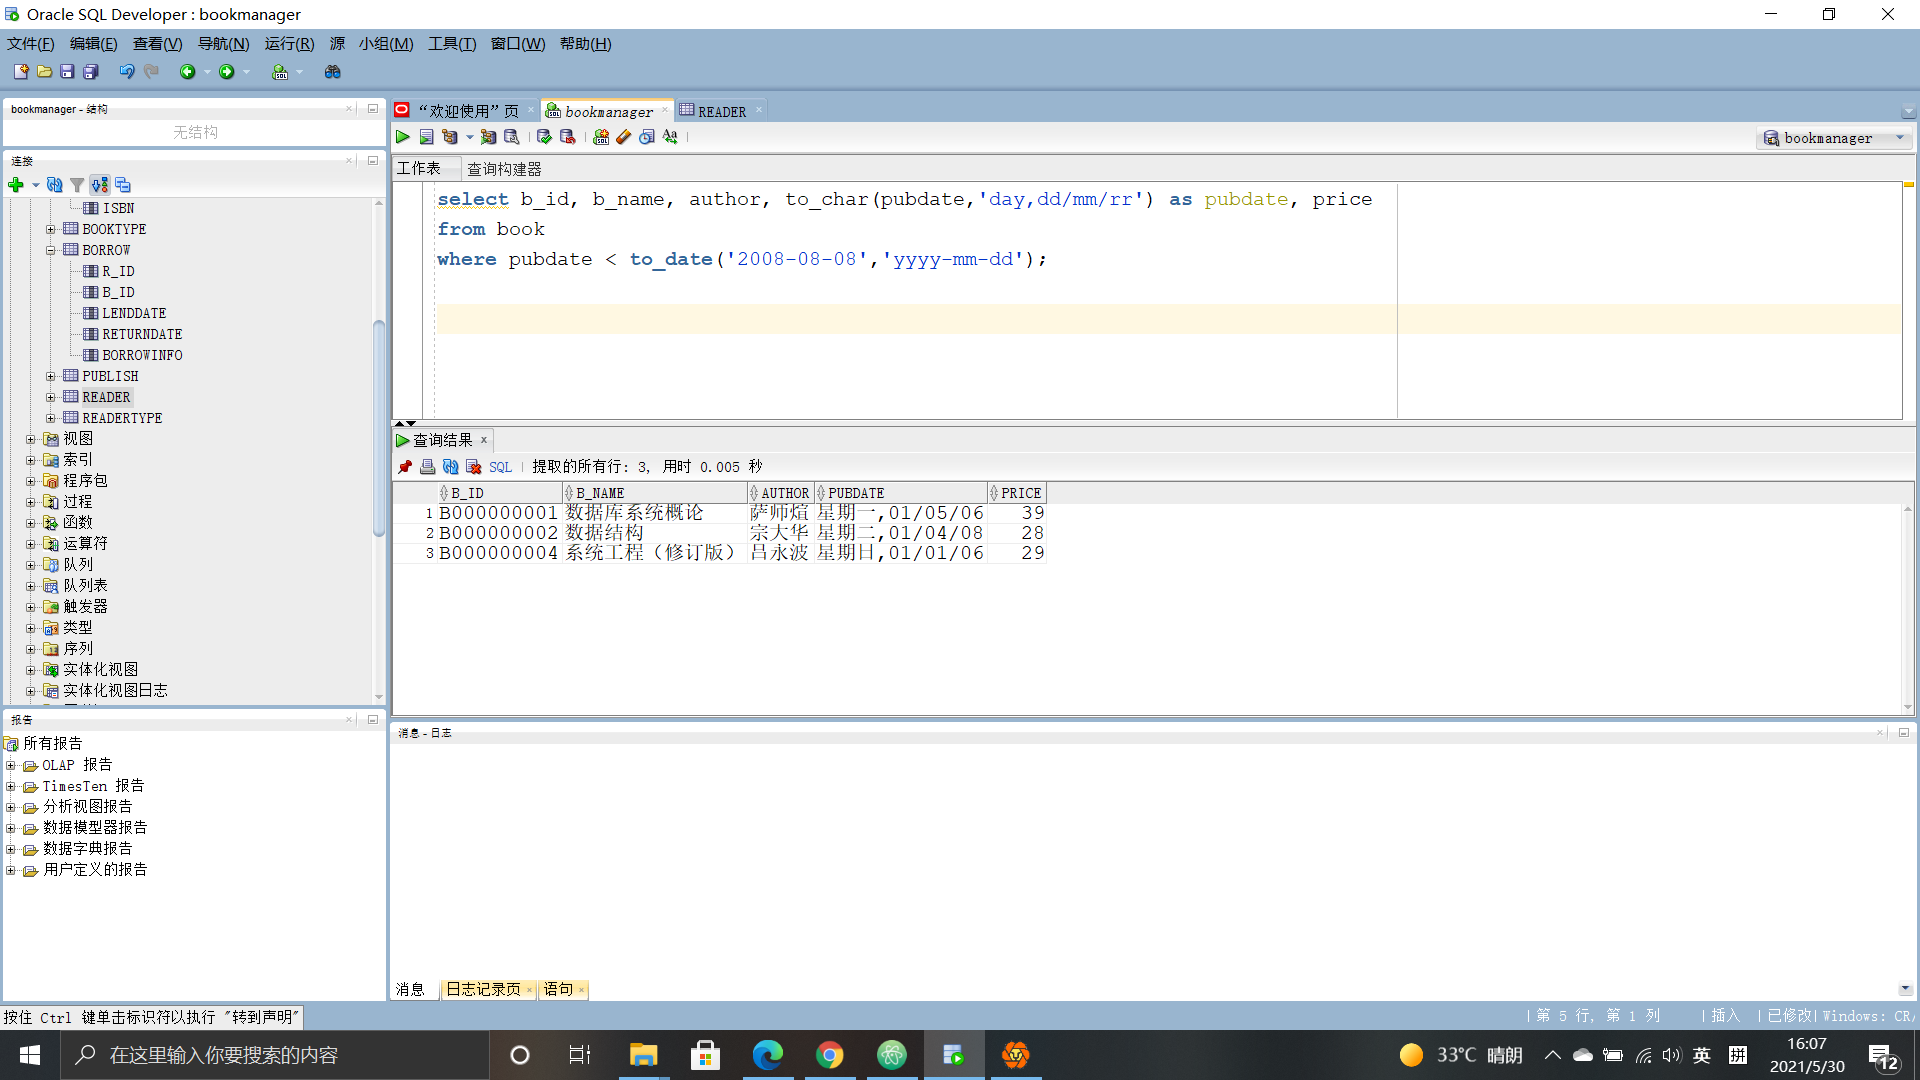 Oracle SQL Developer : bookmanager
文件(F) 编辑(E) 查看(V) 导航(N) 运行(R) 源 小组(M) 工具(T) 窗口(W) 帮助(H)
bookmanager - 结构
无结构
连接
ISBN
BOOKTYPE
BORROW
R_ID
B_ID
LENDDATE
RETURNDATE
BORROWINFO
PUBLISH
READER
READERTYPE
视图
索引
程序包
过程
函数
运算符
队列
队列表
触发器
类型
序列
实体化视图
实体化视图日志
报告
所有报告
OLAP 报告
TimesTen 报告
分析视图报告
数据模型器报告
数据字典报告
用户定义的报告
“欢迎使用”页 bookmanager READER
bookmanager
工作表 查询构建器
select b_id, b_name, author, to_char(pubdate,'day,dd/mm/rr') as pubdate, price
from book
where pubdate < to_date('2008-08-08','yyyy-mm-dd');
查询结果
SQL | 提取的所有行: 3, 用时 0.005 秒
B_ID B_NAME AUTHOR PUBDATE PRICE
1 B000000001 数据库系统概论 萨师煊 星期一,01/05/06 39
2 B000000002 数据结构 宗大华 星期二,01/04/08 28
3 B000000004 系统工程（修订版） 吕永波 星期日,01/01/06 29
消息 - 日志
消息 日志记录页 语句
按住 Ctrl 键单击标识符以执行 "转到声明"
| 第 5 行, 第 1 列 | 插入 | 已修改| Windows: CR/
在这里输入你要搜索的内容
33°C 晴朗
英
拼
16:07
2021/5/30
12